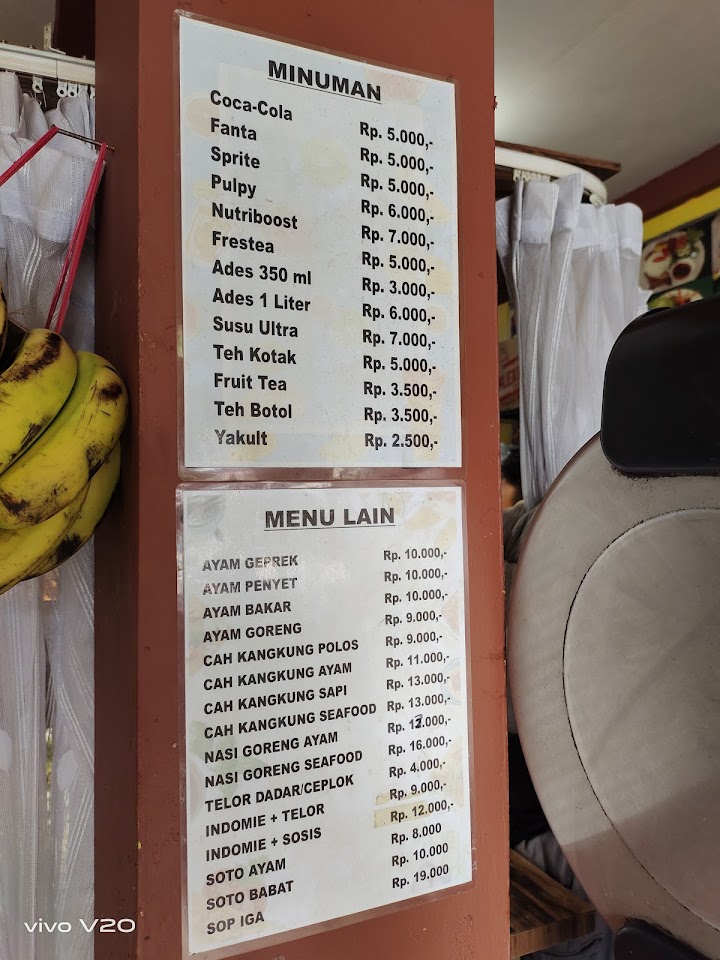 MINUMAN
Coca-Cola Rp. 5.000,-
Fanta Rp. 5.000,-
Sprite Rp. 5.000,-
Pulpy Rp. 6.000,-
Nutriboost Rp. 7.000,-
Frestea Rp. 5.000,-
Ades 350 ml Rp. 3.000,-
Ades 1 Liter Rp. 6.000,-
Susu Ultra Rp. 7.000,-
Teh Kotak Rp. 5.000,-
Fruit Tea Rp. 3.500,-
Teh Botol Rp. 3.500,-
Yakult Rp. 2.500,-
MENU LAIN
AYAM GEPREK Rp. 10.000,-
AYAM PENYET Rp. 10.000,-
AYAM BAKAR Rp. 10.000,-
AYAM GORENG Rp. 9.000,-
CAH KANGKUNG POLOS Rp. 9.000,-
CAH KANGKUNG AYAM Rp. 11.000,-
CAH KANGKUNG SAPI Rp. 13.000,-
CAH KANGKUNG SEAFOOD Rp. 13.000,-
NASI GORENG AYAM Rp.
NASI GORENG SEAFOOD Rp. 16.000,-
TELOR DADAR/CEPLOK Rp. 4.000,-
INDOMIE + TELOR Rp. 9.000,-
INDOMIE + SOSIS Rp. 12.000,-
SOTO AYAM Rp. 8.000
SOTO BABAT Rp. 10.000
SOP IGA Rp. 19.000
vivo V20